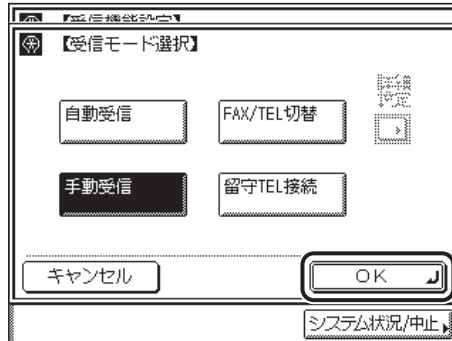 【受信モード選択】
自動受信
FAX/TEL切替
手動受信
留守TEL接続
キャンセル
OK
システム状況/中止